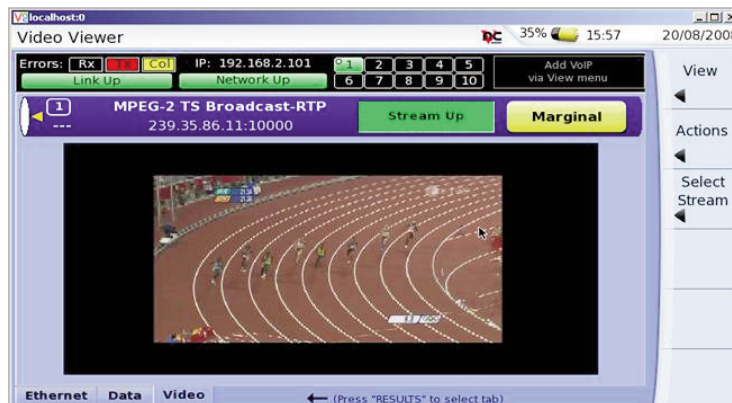 localhost:0
Video Viewer
35%
15:57
20/08/2008
Errors: Rx TX Col
IP: 192.168.2.101
1 2 3 4 5
6 7 8 9 10
Add VoIP
via View menu
Link Up
Network Up
1
---
MPEG-2 TS Broadcast-RTP
239.35.86.11:10000
Stream Up
Marginal
View
Actions
Select
Stream
Ethernet
Data
Video
(Press "RESULTS" to select tab)